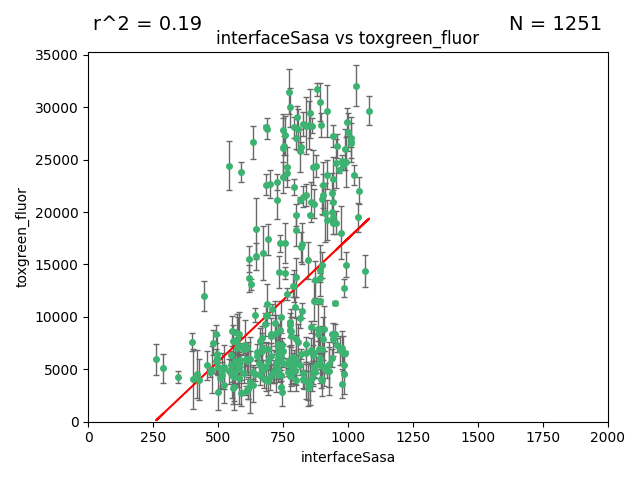 r^2 = 0.19
N = 1251
interfaceSasa vs toxgreen_fluor
35000
30000
25000
20000
15000
10000
5000
0
toxgreen_fluor
0 250 500 750 1000 1250 1500 1750 2000
interfaceSasa